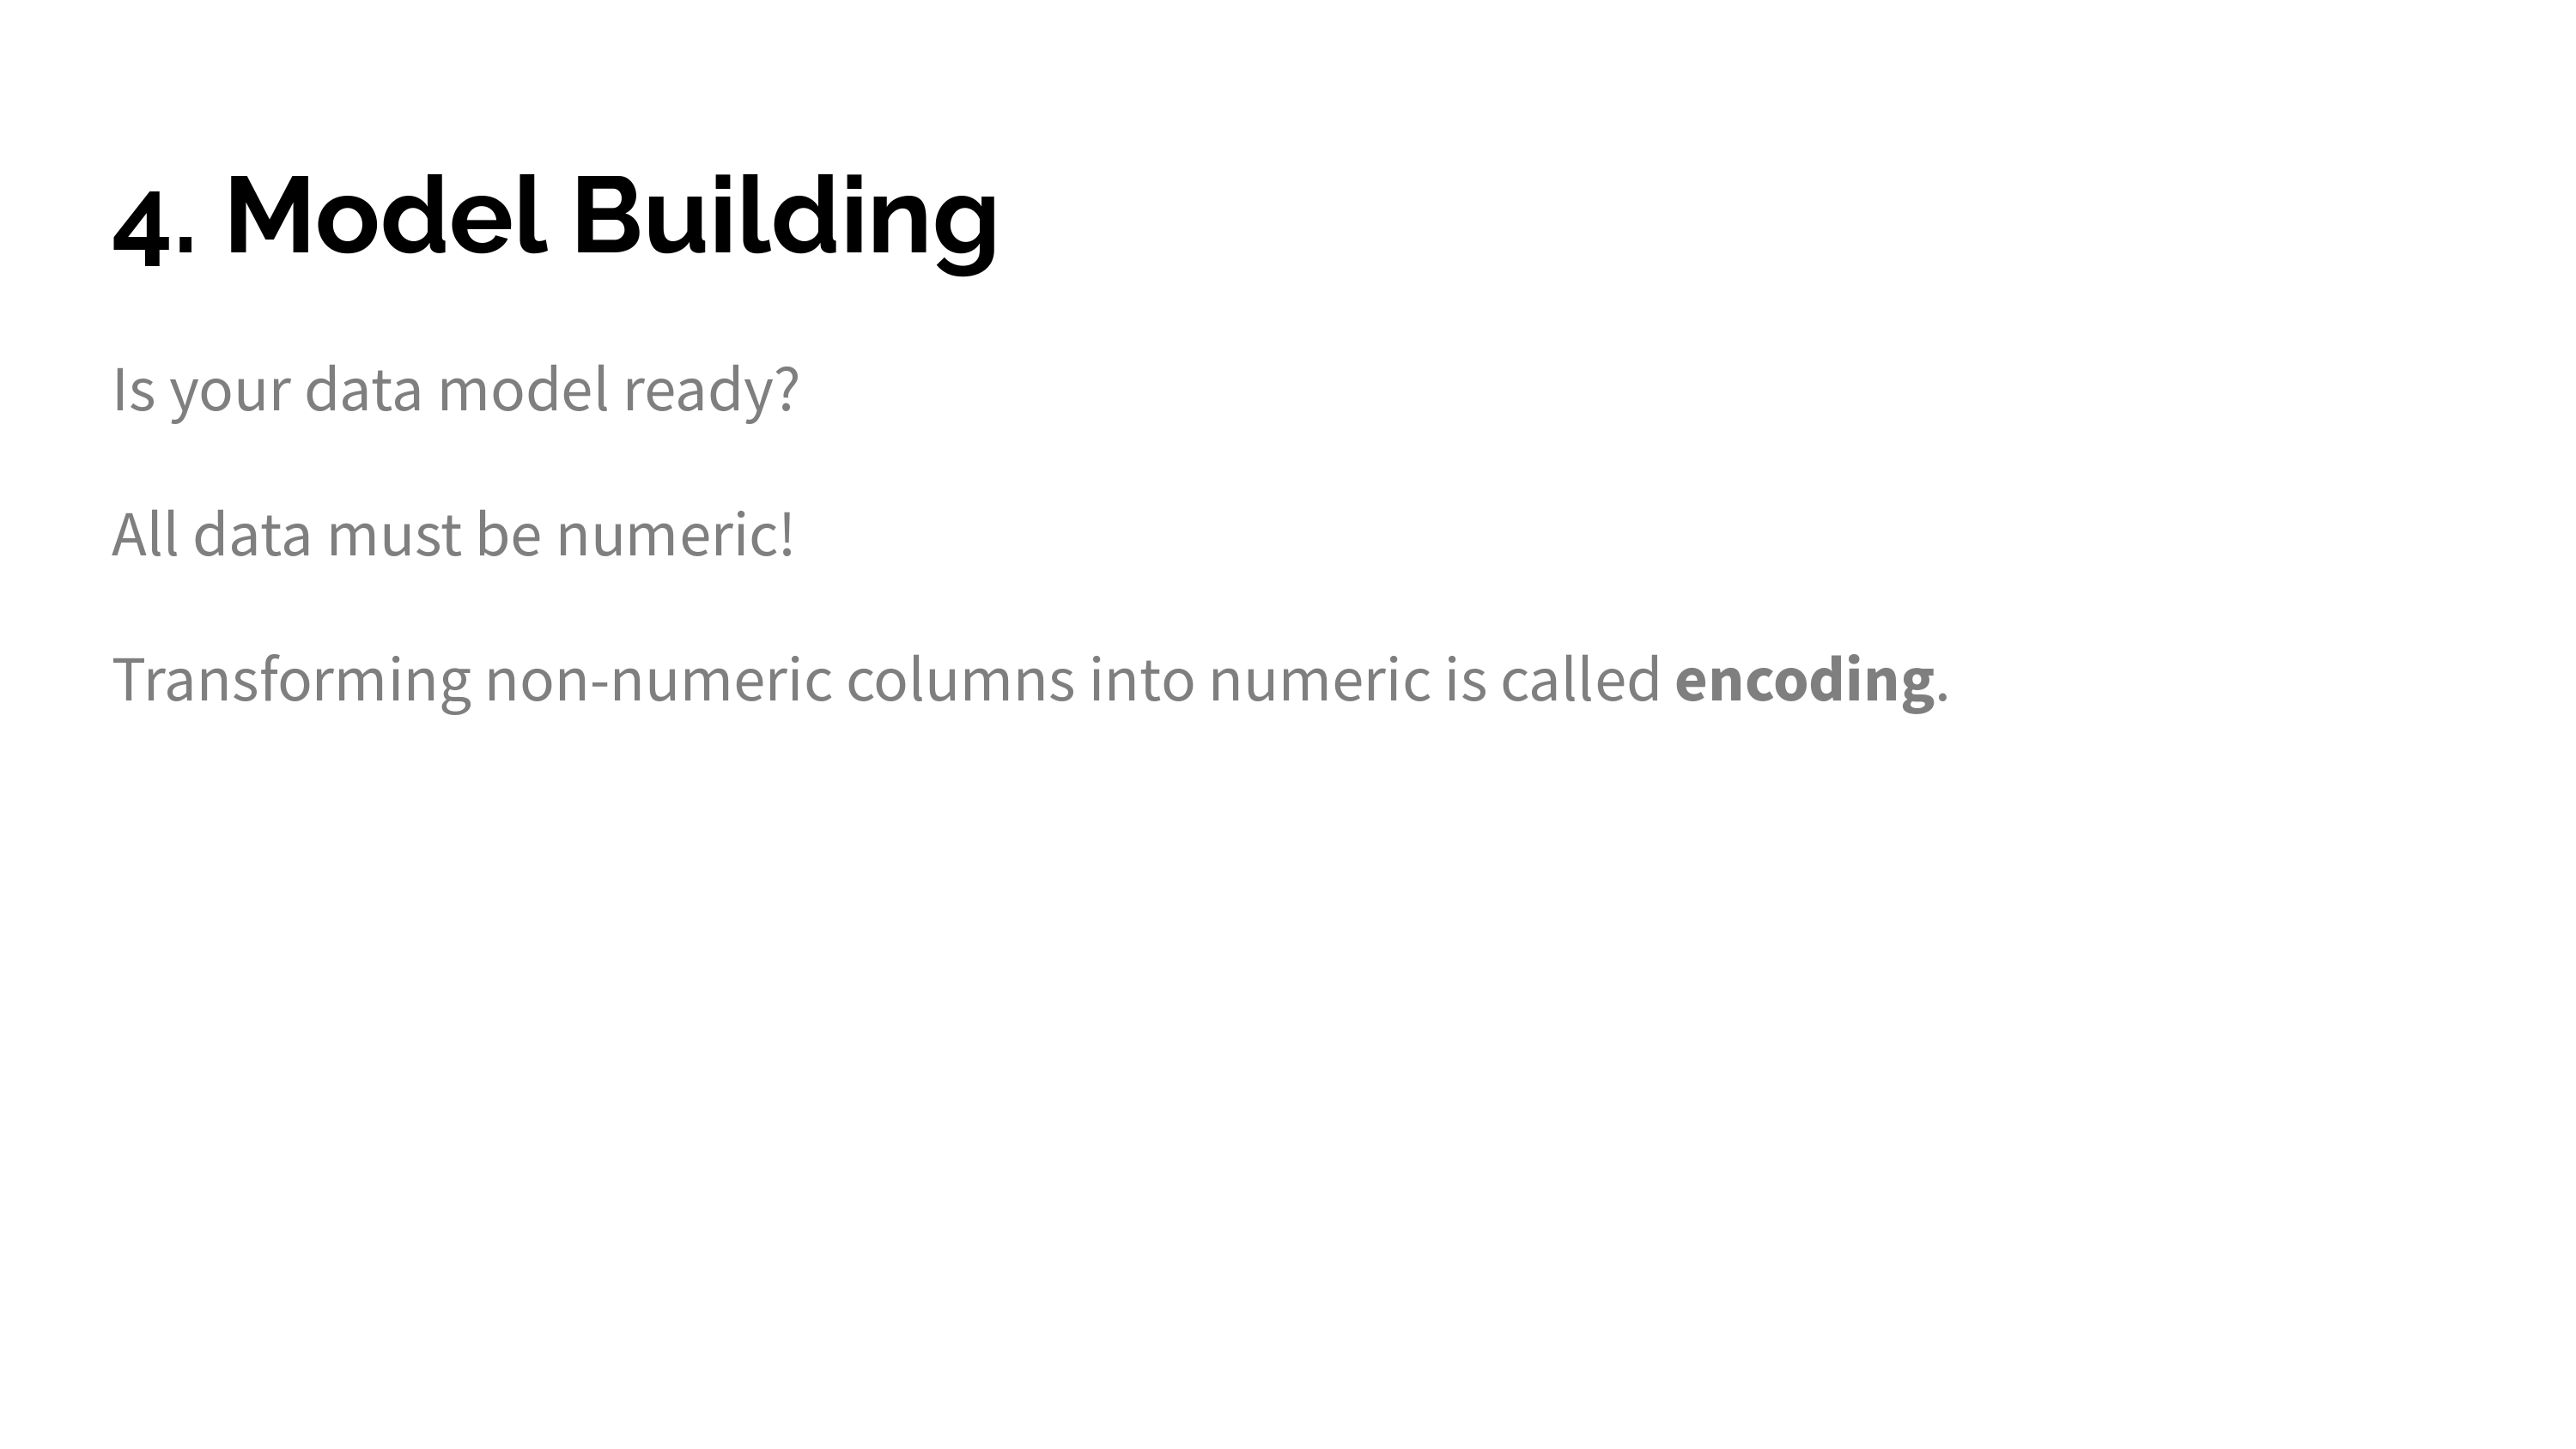 4. Model Building
Is your data model ready?
All data must be numeric!
Transforming non-numeric columns into numeric is called encoding.